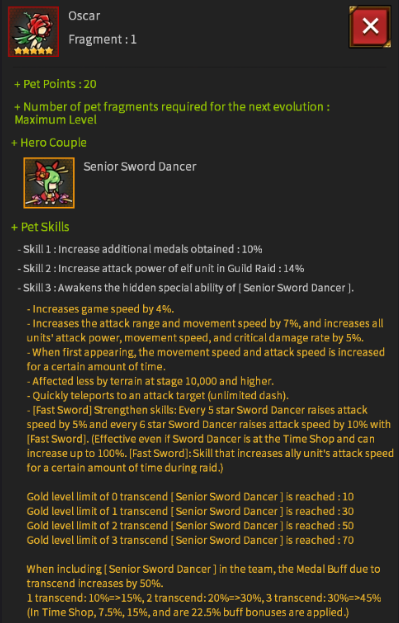 Oscar
Fragment : 1
+ Pet Points : 20
+ Number of pet fragments required for the next evolution :
Maximum Level
+ Hero Couple
Senior Sword Dancer
+ Pet Skills
- Skill 1 : Increase additional medals obtained : 10%
- Skill 2 : Increase attack power of elf unit in Guild Raid : 14%
- Skill 3 : Awakens the hidden special ability of [ Senior Sword Dancer ].
- Increases game speed by 4%.
- Increases the attack range and movement speed by 7%, and increases all
units' attack power, movement speed, and critical damage rate by 5%.
- When first appearing, the movement speed and attack speed is increased
for a certain amount of time.
- Affected less by terrain at stage 10,000 and higher.
- Quickly teleports to an attack target (unlimited dash).
- [Fast Sword] Strengthen skills: Every 5 star Sword Dancer raises attack
speed by 5% and every 6 star Sword Dancer raises attack speed by 10% with
[Fast Sword]. (Effective even if Sword Dancer is at the Time Shop and can
increase up to 100%. [Fast Sword]: Skill that increases ally unit's attack speed
for a certain amount of time during raid.)
Gold level limit of 0 transcend [ Senior Sword Dancer ] is reached : 10
Gold level limit of 1 transcend [ Senior Sword Dancer ] is reached : 30
Gold level limit of 2 transcend [ Senior Sword Dancer ] is reached : 50
Gold level limit of 3 transcend [ Senior Sword Dancer ] is reached : 70
When including [ Senior Sword Dancer ] in the team, the Medal Buff due to
transcend increases by 50%.
1 transcend: 10%=>15%, 2 transcend: 20%=>30%, 3 transcend: 30%=>45%
(In Time Shop, 7.5%, 15%, and are 22.5% buff bonuses are applied.)